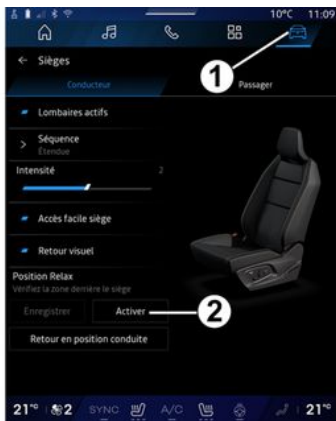 10°C 11:09
1
← Sièges
Conducteur Passager
Lombaires actifs
Séquence
Étendue
Intensité 2
Accès facile siège
Retour visuel
Position Relax
Vérifiez la zone derrière le siège
Enregistrer Activer 2
Retour en position conduite
21°C 2 SYNC A/C 21°C